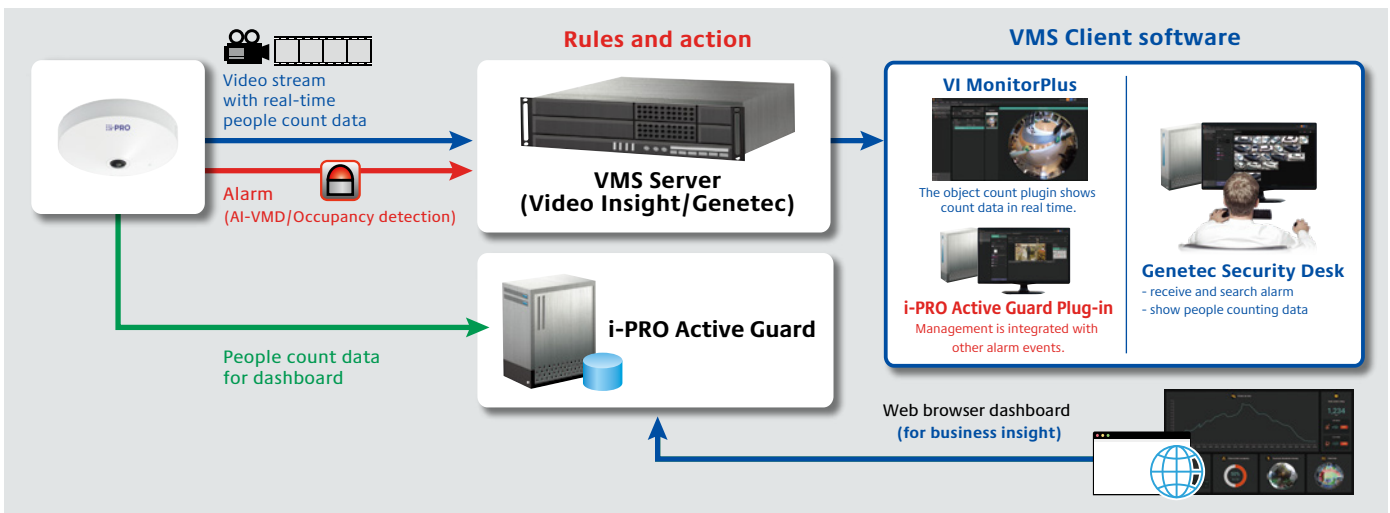 i-PRO
Video stream
with real-time
people count data
Alarm
(AI-VMD/Occupancy detection)
People count data
for dashboard
Rules and action
VMS Server
(Video Insight/Genetec)
i-PRO Active Guard
VMS Client software
VI MonitorPlus
The object count plugin shows
count data in real time.
i-PRO Active Guard Plug-in
Management is integrated with
other alarm events.
Genetec Security Desk
- receive and search alarm
- show people counting data
Web browser dashboard
(for business insight)
1,234